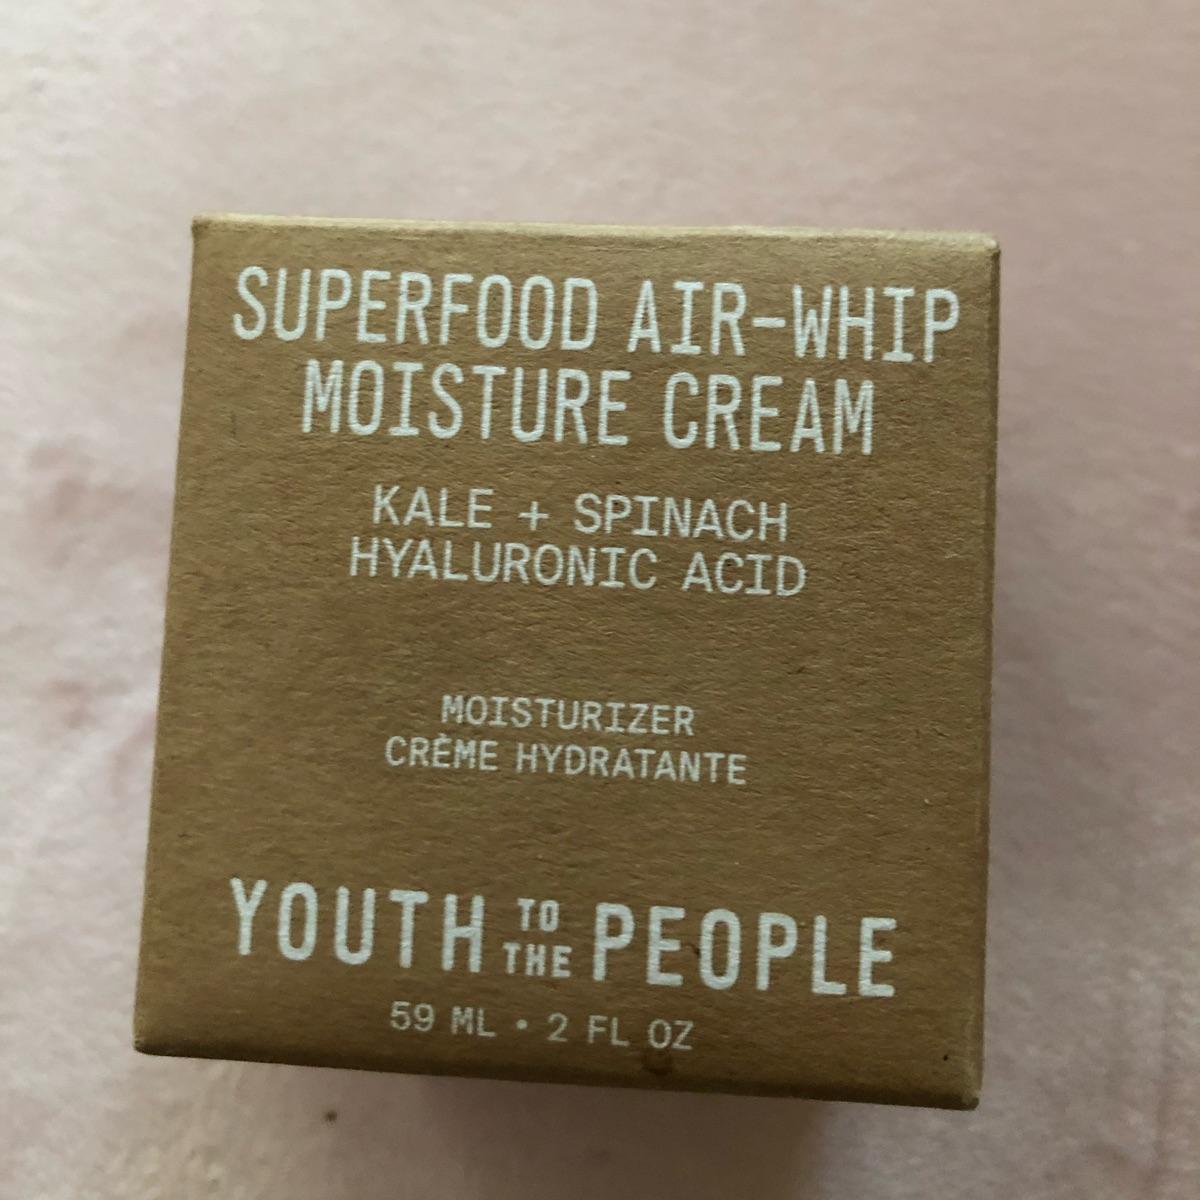 SUPERFOOD AIR-WHIP
MOISTURE CREAM
KALE + SPINACH
HYALURONIC ACID
MOISTURIZER
CRÈME HYDRATANTE
YOUTH TO THE PEOPLE
59 ML • 2 FL OZ